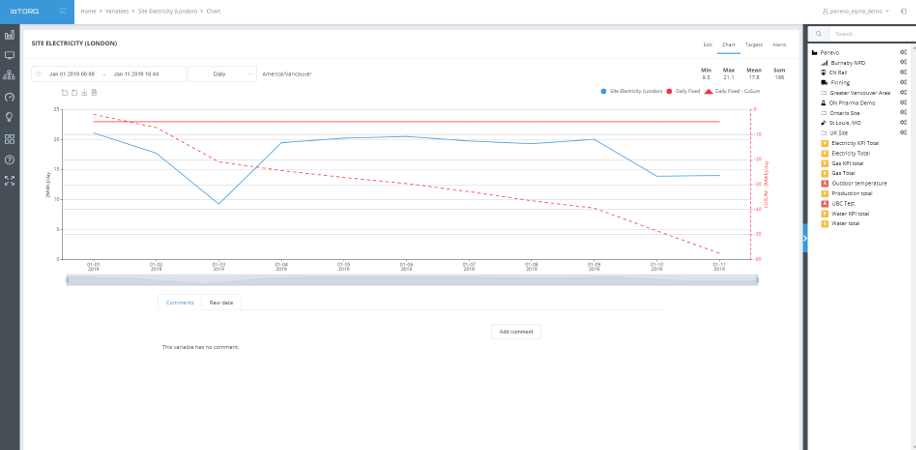 IOTORQ
Home > Variables > Site Electricity (London) > Chart
panevo_alpha_demo
SITE ELECTRICITY (LONDON)
Edit Chart Targets Alerts
Jan 01 2019 00:00 - Jan 11 2019 16:44 Daily America/Vancouver
Min Max Mean Sum
9.5 21.1 17.8 196
Site Electricity (London) Daily Fixed Daily Fixed - CuSum
25
20
15
10
5
0
[MWh]/day
0
-10
-20
-30
-40
-50
-60
CUSUM - [MWh]/day
01-01 2019
01-02 2019
01-03 2019
01-04 2019
01-05 2019
01-06 2019
01-07 2019
01-08 2019
01-09 2019
01-10 2019
01-11 2019
Comments Raw data
Add comment
This variable has no comment.
Search...
Panevo
Burnaby NPD
CN Rail
Finning
Greater Vancouver Area
ON Pharma Demo
Ontario Site
St Louis, MO
UK Site
Electricity KPI Total
Electricity Total
Gas KPI total
Gas Total
Outdoor temperature
Production total
UBC Test
Water KPI total
Water total